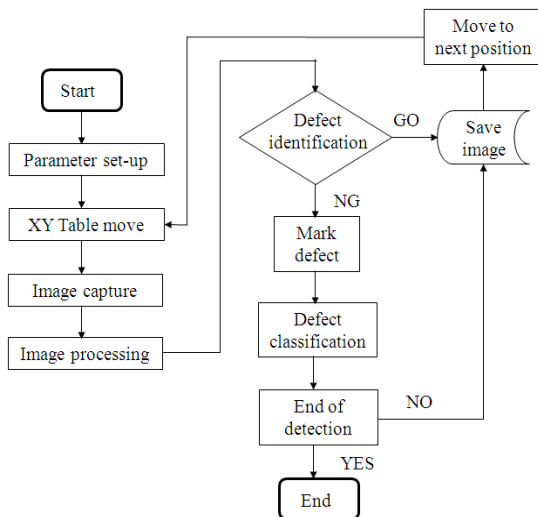 Start
Parameter set-up
XY Table move
Image capture
Image processing
Defect
identification
GO
NG
Mark
defect
Defect
classification
End of
detection
NO
YES
End
Save
image
Move to
next position